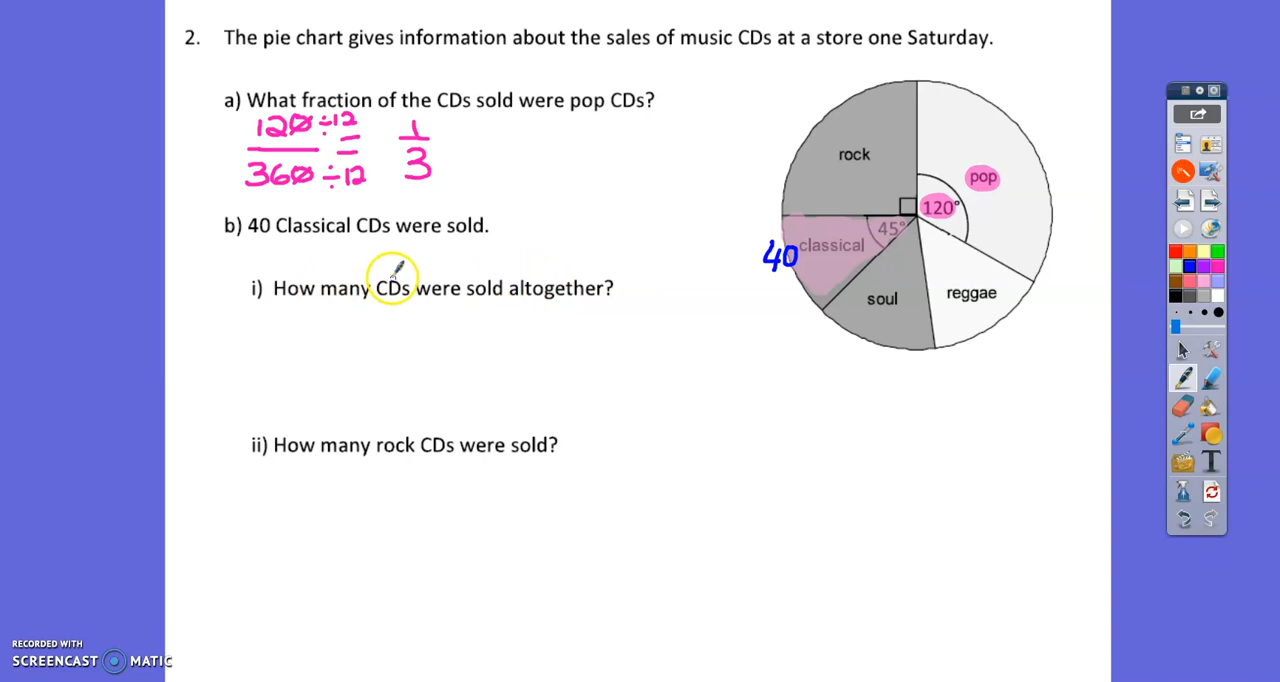 2. The pie chart gives information about the sales of music CDs at a store one Saturday.
a) What fraction of the CDs sold were pop CDs?
120 ÷12 = 1
360 ÷12 3
b) 40 Classical CDs were sold.
i) How many CDs were sold altogether?
ii) How many rock CDs were sold?
rock
pop
120°
45°
classical
40
soul
reggae
T
RECORDED WITH
SCREENCAST MATIC